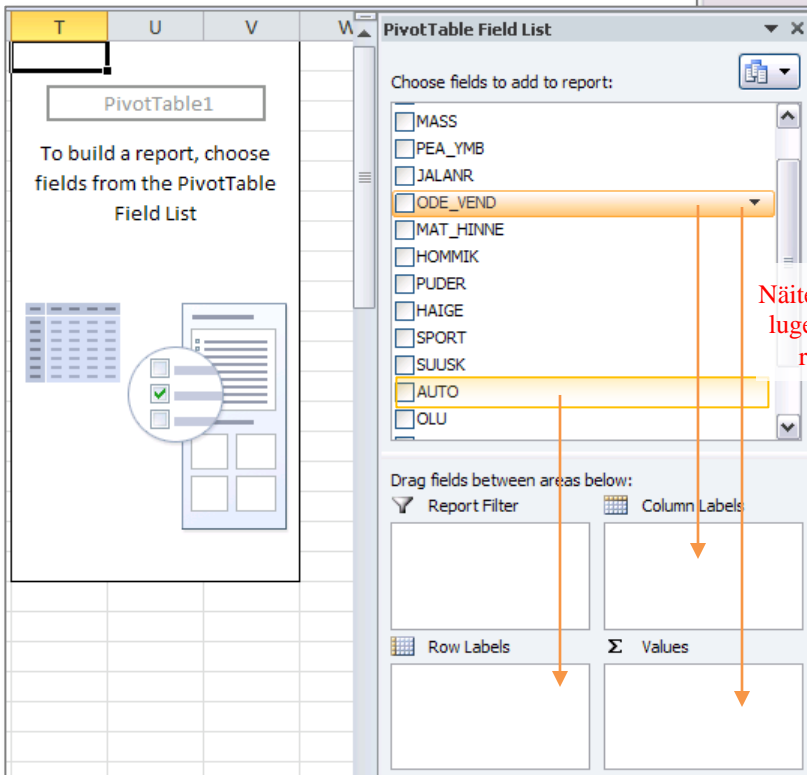 T U V
PivotTable Field List
PivotTable1
To build a report, choose
fields from the PivotTable
Field List
Choose fields to add to report:
MASS
PEA_YMB
JALANR
ODE_VEND
MAT_HINNE
HOMMIK
PUDER
HAIGE
SPORT
SUUSK
AUTO
OLU
Drag fields between areas below:
Report Filter
Column Labels
Row Labels
Σ Values